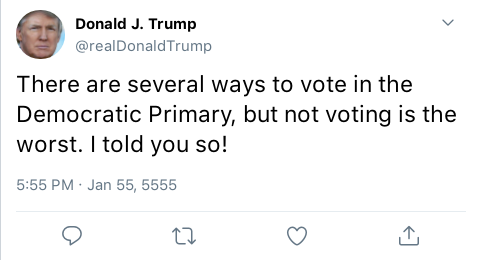 Donald J. Trump
@realDonaldTrump
There are several ways to vote in the
Democratic Primary, but not voting is the
worst. I told you so!
5:55 PM · Jan 55, 5555